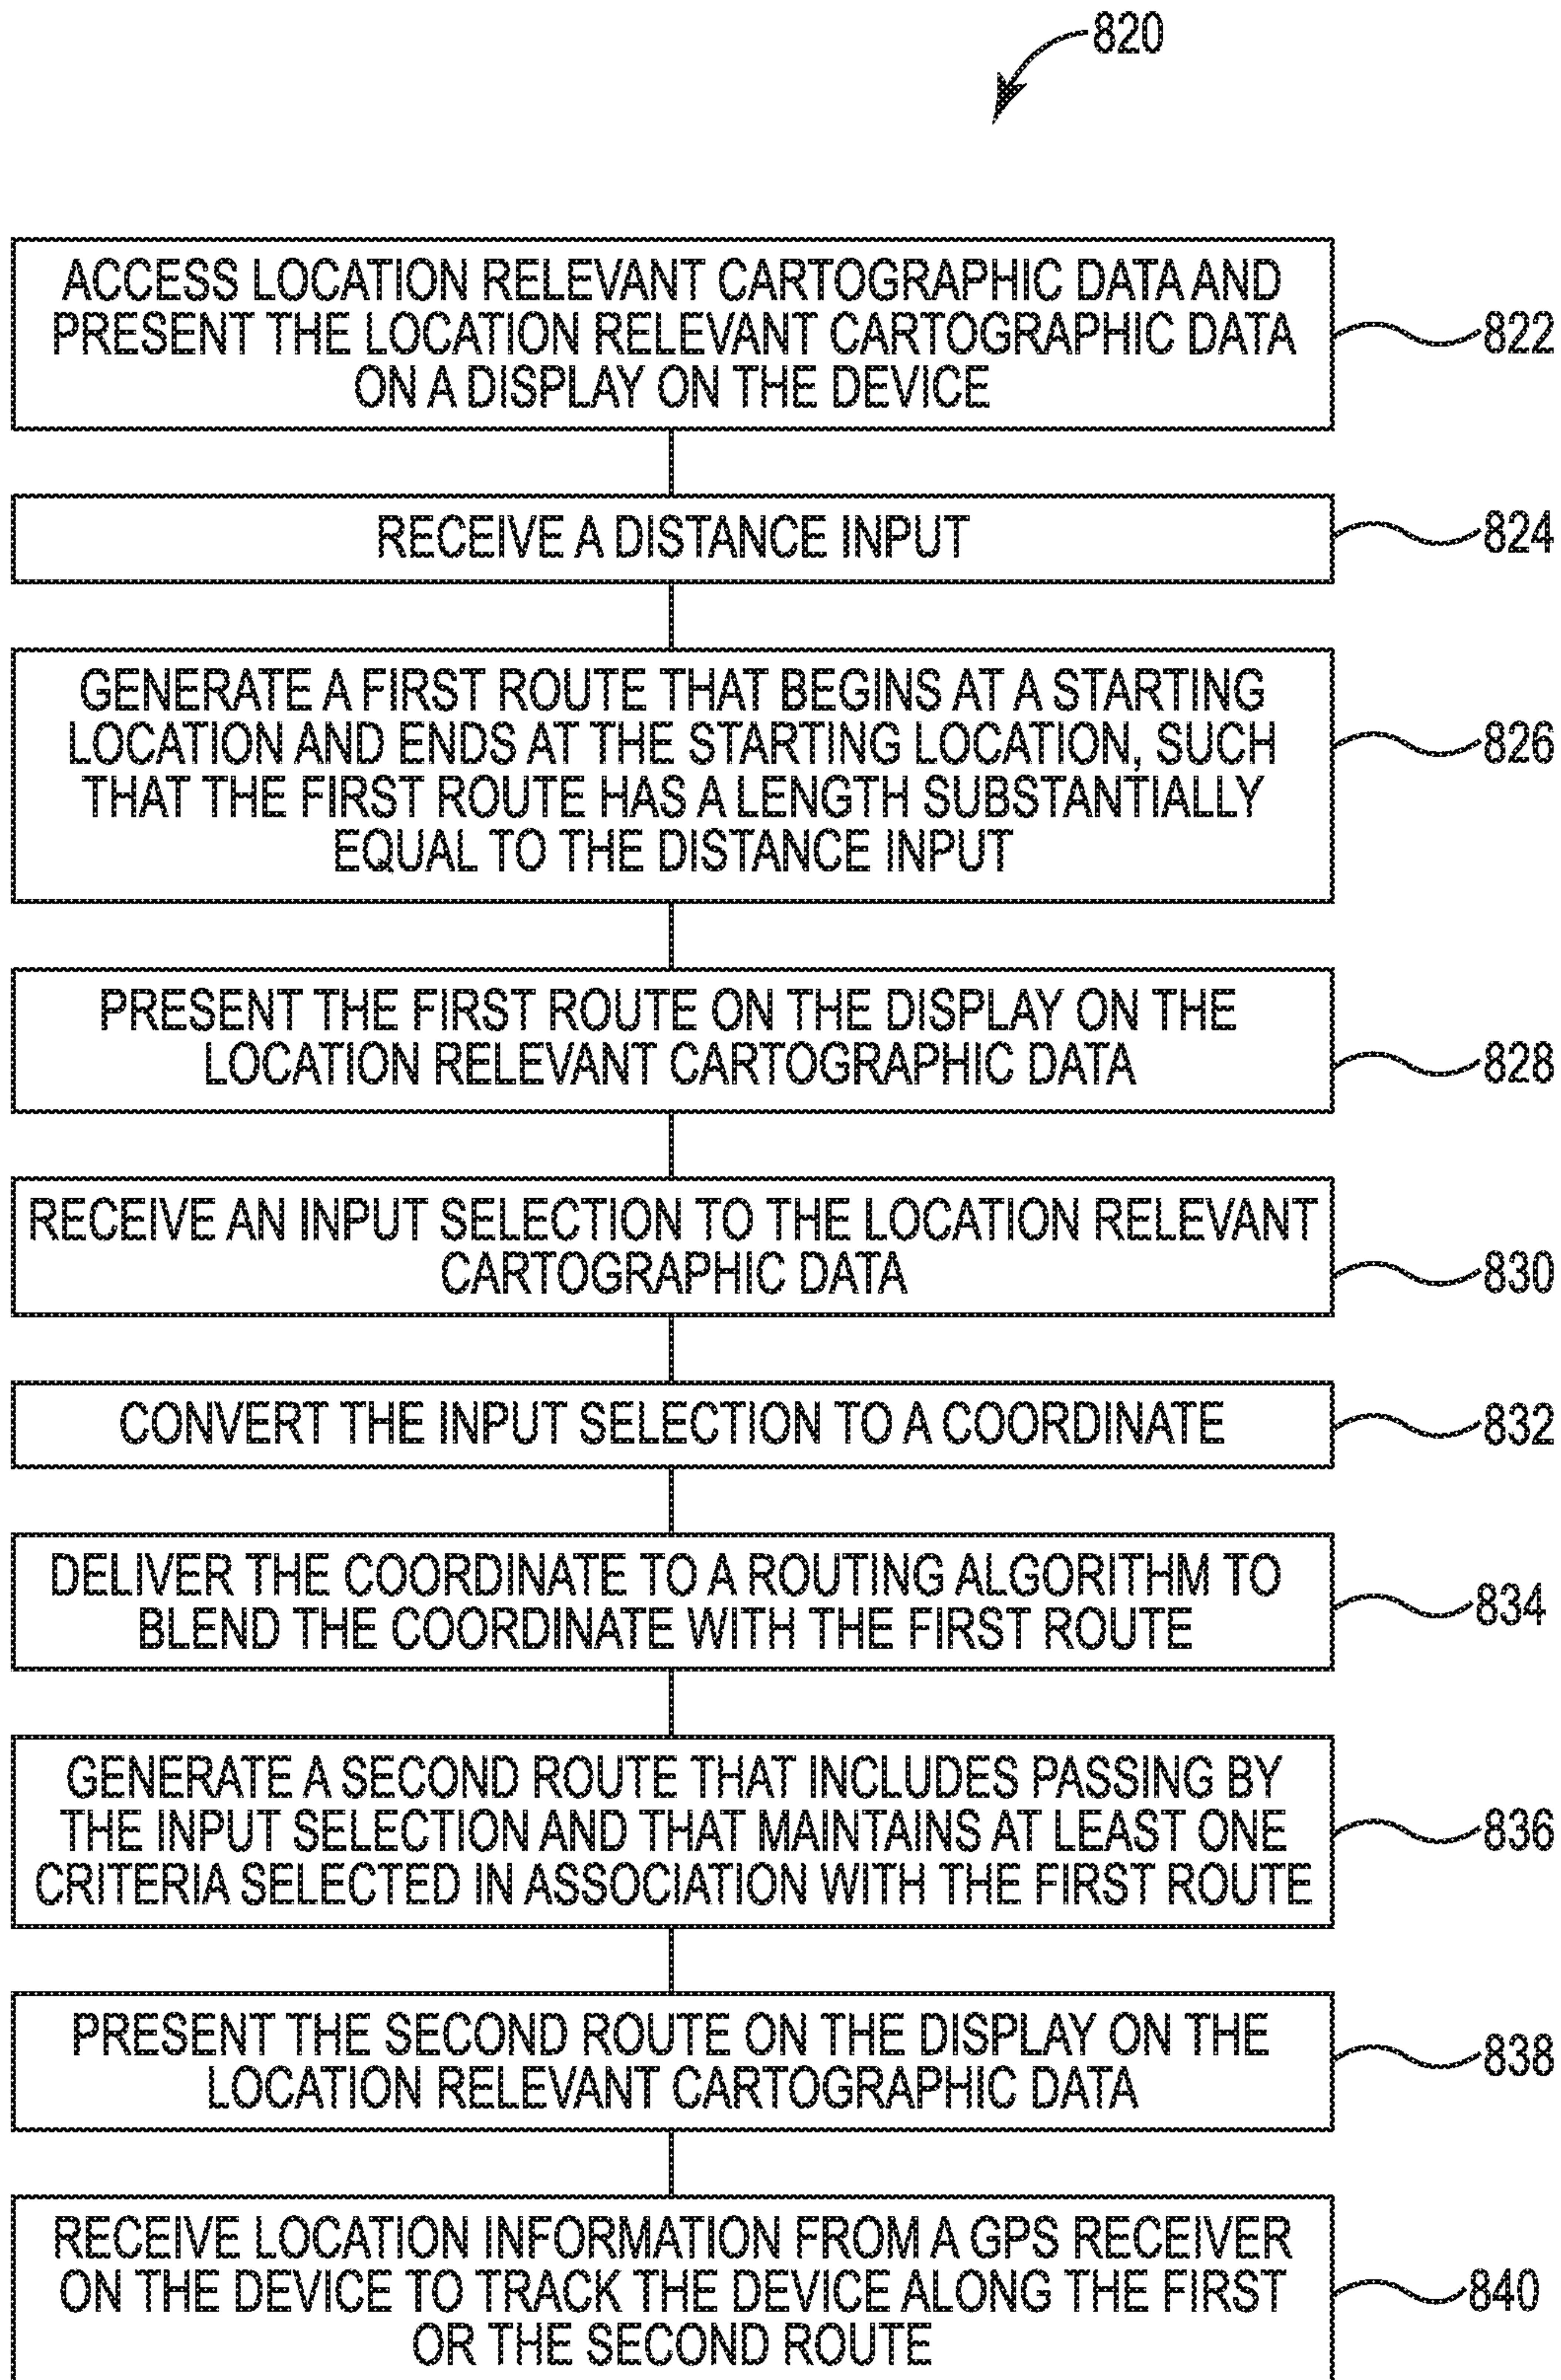 820
ACCESS LOCATION RELEVANT CARTOGRAPHIC DATA AND
PRESENT THE LOCATION RELEVANT CARTOGRAPHIC DATA
ON A DISPLAY ON THE DEVICE
822
RECEIVE A DISTANCE INPUT
824
GENERATE A FIRST ROUTE THAT BEGINS AT A STARTING
LOCATION AND ENDS AT THE STARTING LOCATION, SUCH
THAT THE FIRST ROUTE HAS A LENGTH SUBSTANTIALLY
EQUAL TO THE DISTANCE INPUT
826
PRESENT THE FIRST ROUTE ON THE DISPLAY ON THE
LOCATION RELEVANT CARTOGRAPHIC DATA
828
RECEIVE AN INPUT SELECTION TO THE LOCATION RELEVANT
CARTOGRAPHIC DATA
830
CONVERT THE INPUT SELECTION TO A COORDINATE
832
DELIVER THE COORDINATE TO A ROUTING ALGORITHM TO
BLEND THE COORDINATE WITH THE FIRST ROUTE
834
GENERATE A SECOND ROUTE THAT INCLUDES PASSING BY
THE INPUT SELECTION AND THAT MAINTAINS AT LEAST ONE
CRITERIA SELECTED IN ASSOCIATION WITH THE FIRST ROUTE
836
PRESENT THE SECOND ROUTE ON THE DISPLAY ON THE
LOCATION RELEVANT CARTOGRAPHIC DATA
838
RECEIVE LOCATION INFORMATION FROM A GPS RECEIVER
ON THE DEVICE TO TRACK THE DEVICE ALONG THE FIRST
OR THE SECOND ROUTE
840